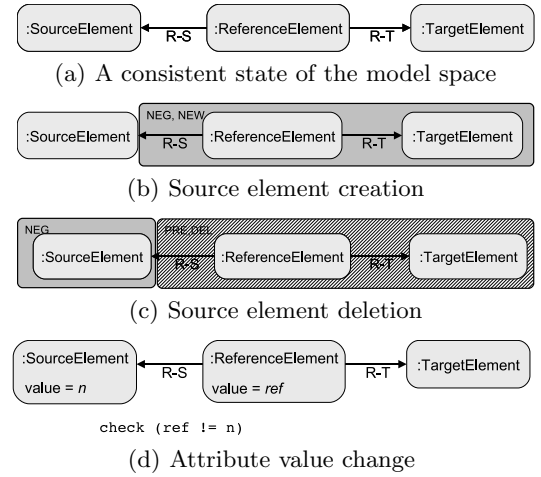 :SourceElement R-S :ReferenceElement R-T :TargetElement
(a) A consistent state of the model space
NEG, NEW
:SourceElement R-S :ReferenceElement R-T :TargetElement
(b) Source element creation
NEG PRE,DEL
:SourceElement R-S :ReferenceElement R-T :TargetElement
(c) Source element deletion
:SourceElement R-S :ReferenceElement R-T :TargetElement
value = n value = ref
check (ref != n)
(d) Attribute value change